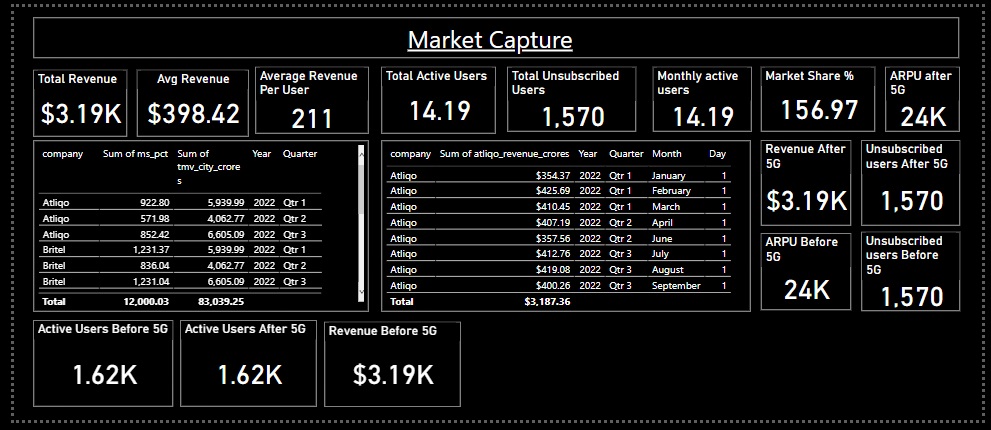 Market Capture
Total Revenue
$3.19K
Avg Revenue
$398.42
Average Revenue
Per User
211
Total Active Users
14.19
Total Unsubscribed
Users
1,570
Monthly active
users
14.19
Market Share %
156.97
ARPU after
5G
24K
company Sum of ms_pct Sum of Year Quarter
tmv_city_crore
s
Atliqo 922.80 5,939.99 2022 Qtr 1
Atliqo 571.98 4,062.77 2022 Qtr 2
Atliqo 852.42 6,605.09 2022 Qtr 3
Britel 1,231.37 5,939.99 2022 Qtr 1
Britel 836.04 4,062.77 2022 Qtr 2
Britel 1,231.04 6,605.09 2022 Qtr 3
Total 12,000.03 83,039.25
company Sum of atliqo_revenue_crores Year Quarter Month Day
Atliqo $354.37 2022 Qtr 1 January 1
Atliqo $425.69 2022 Qtr 1 February 1
Atliqo $410.45 2022 Qtr 1 March 1
Atliqo $407.19 2022 Qtr 2 April 1
Atliqo $357.56 2022 Qtr 2 June 1
Atliqo $412.76 2022 Qtr 3 July 1
Atliqo $419.08 2022 Qtr 3 August 1
Atliqo $400.26 2022 Qtr 3 September 1
Total $3,187.36
Revenue After
5G
$3.19K
Unsubscribed
users After 5G
1,570
ARPU Before
5G
24K
Unsubscribed
users Before
5G
1,570
Active Users Before 5G
1.62K
Active Users After 5G
1.62K
Revenue Before 5G
$3.19K